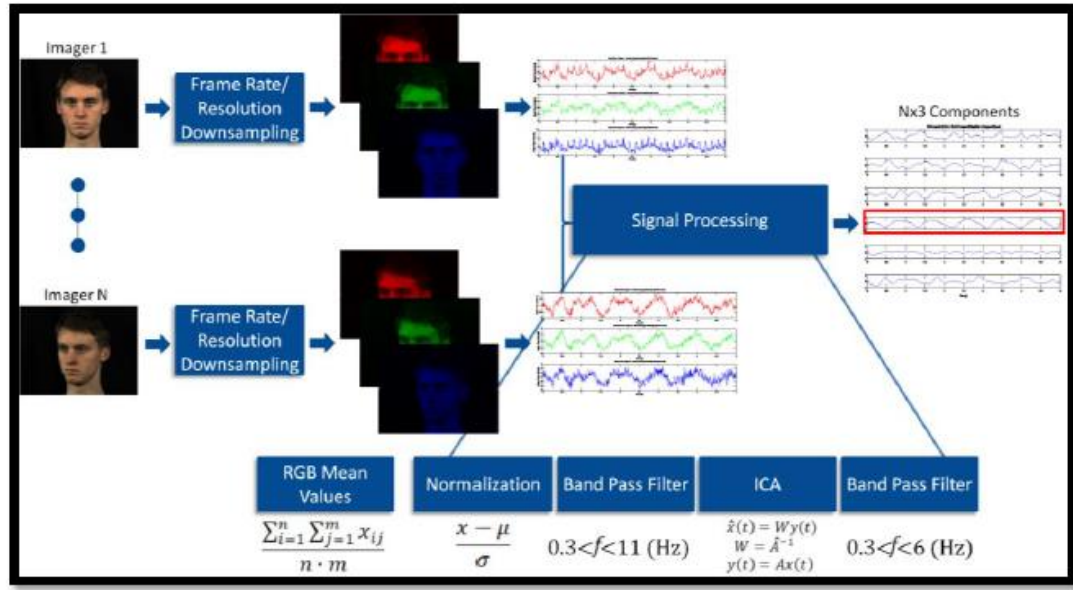 Imager 1
Frame Rate/
Resolution
Downsampling
Nx3 Components
Signal Processing
Imager N
Frame Rate/
Resolution
Downsampling
RGB Mean
Values
Normalization
Band Pass Filter
ICA
Band Pass Filter
\frac{\sum_{i=1}^{n} \sum_{j=1}^{m} x_{ij}}{n \cdot m}
\frac{x - \mu}{\sigma}
0.3<f<11 (Hz)
x̂(t) = Wy(t)
W = Â⁻¹
y(t) = Ax(t)
0.3<f<6 (Hz)